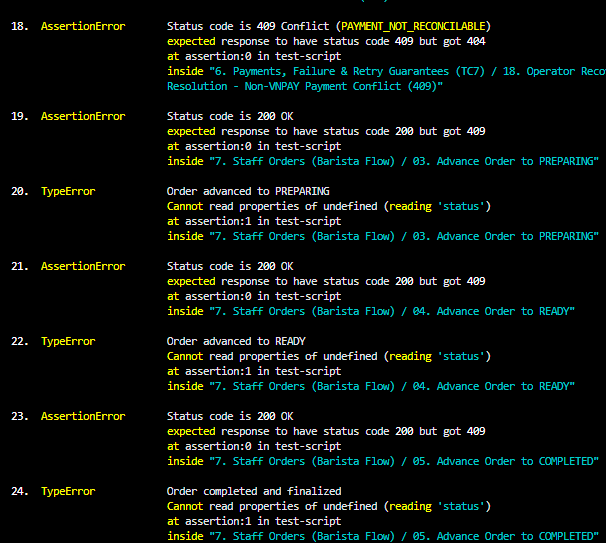 18. AssertionError Status code is 409 Conflict (PAYMENT_NOT_RECONCILABLE)
expected response to have status code 409 but got 404
at assertion:0 in test-script
inside "6. Payments, Failure & Retry Guarantees (TC7) / 18. Operator Reco
Resolution - Non-VNPAY Payment Conflict (409)"
19. AssertionError Status code is 200 OK
expected response to have status code 200 but got 409
at assertion:0 in test-script
inside "7. Staff Orders (Barista Flow) / 03. Advance Order to PREPARING"
20. TypeError Order advanced to PREPARING
Cannot read properties of undefined (reading 'status')
at assertion:1 in test-script
inside "7. Staff Orders (Barista Flow) / 03. Advance Order to PREPARING"
21. AssertionError Status code is 200 OK
expected response to have status code 200 but got 409
at assertion:0 in test-script
inside "7. Staff Orders (Barista Flow) / 04. Advance Order to READY"
22. TypeError Order advanced to READY
Cannot read properties of undefined (reading 'status')
at assertion:1 in test-script
inside "7. Staff Orders (Barista Flow) / 04. Advance Order to READY"
23. AssertionError Status code is 200 OK
expected response to have status code 200 but got 409
at assertion:0 in test-script
inside "7. Staff Orders (Barista Flow) / 05. Advance Order to COMPLETED"
24. TypeError Order completed and finalized
Cannot read properties of undefined (reading 'status')
at assertion:1 in test-script
inside "7. Staff Orders (Barista Flow) / 05. Advance Order to COMPLETED"